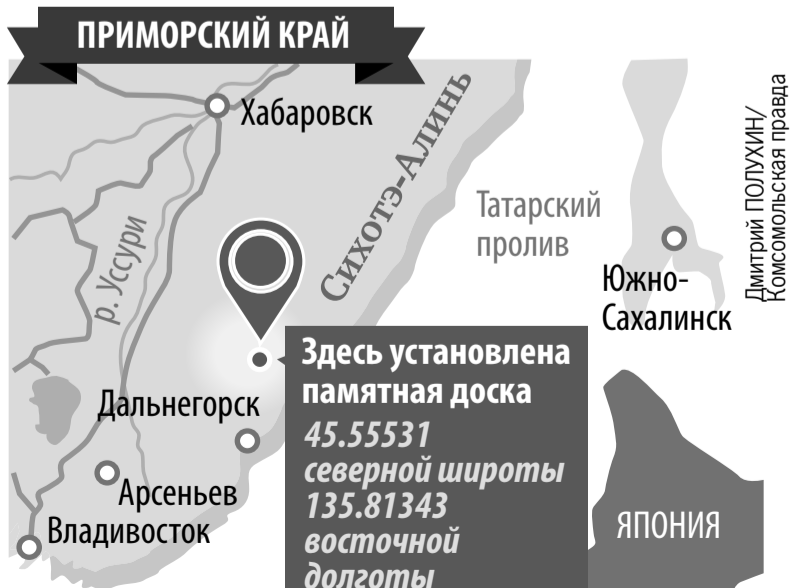 ПРИМОРСКИЙ КРАЙ
Хабаровск
Сихотэ-Алинь
Татарский
пролив
р. Уссури
Южно-
Сахалинск
Дмитрий ПОЛУХИН/
Комсомольская правда
Здесь установлена
памятная доска
45.55531
северной широты
135.81343
восточной
долготы
Дальнегорск
Арсеньев
Владивосток
ЯПОНИЯ